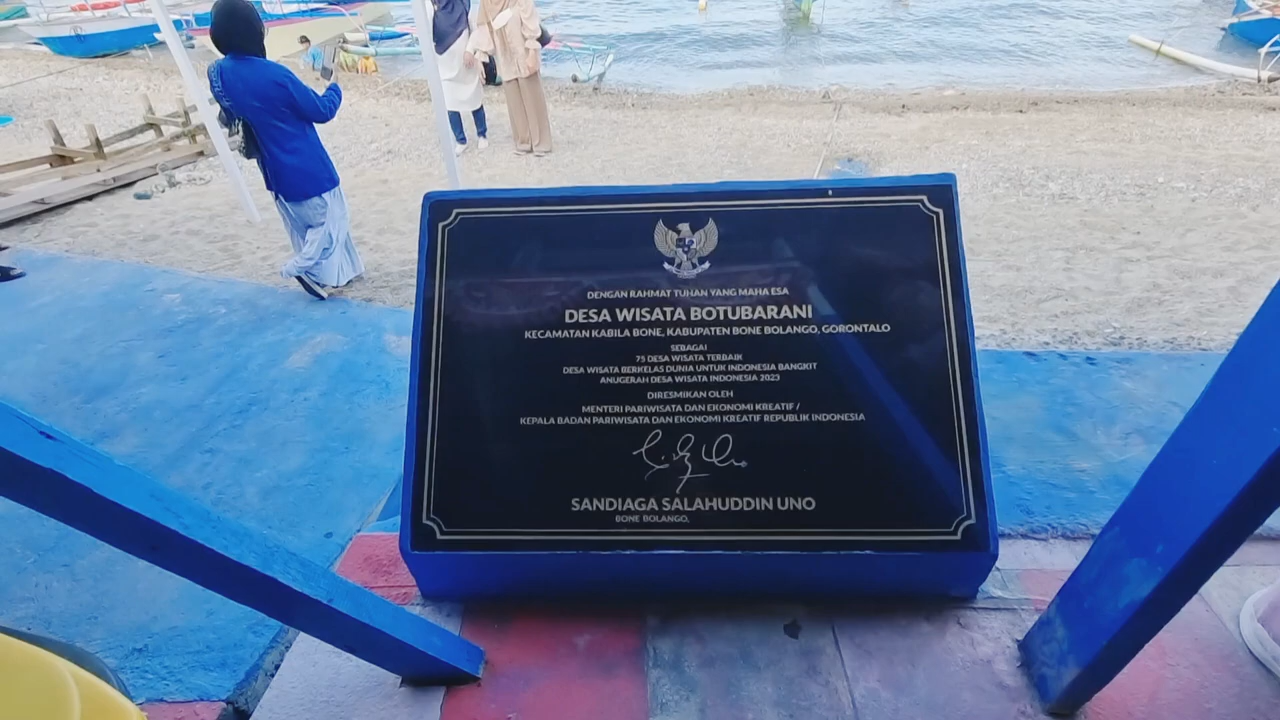 DENGAN RAHMAT TUHAN YANG MAHA ESA
DESA WISATA BOTUBARANI
KECAMATAN KABILA BONE, KABUPATEN BONE BOLANGO, GORONTALO
SEBAGAI
75 DESA WISATA TERBAIK
DESA WISATA BERKELAS DUNIA UNTUK INDONESIA BANGKIT
ANUGERAH DESA WISATA INDONESIA 2023
DIRESMIKAN OLEH
MENTERI PARIWISATA DAN EKONOMI KREATIF /
KEPALA BADAN PARIWISATA DAN EKONOMI KREATIF REPUBLIK INDONESIA
SANDIAGA SALAHUDDIN UNO
BONE BOLANGO,